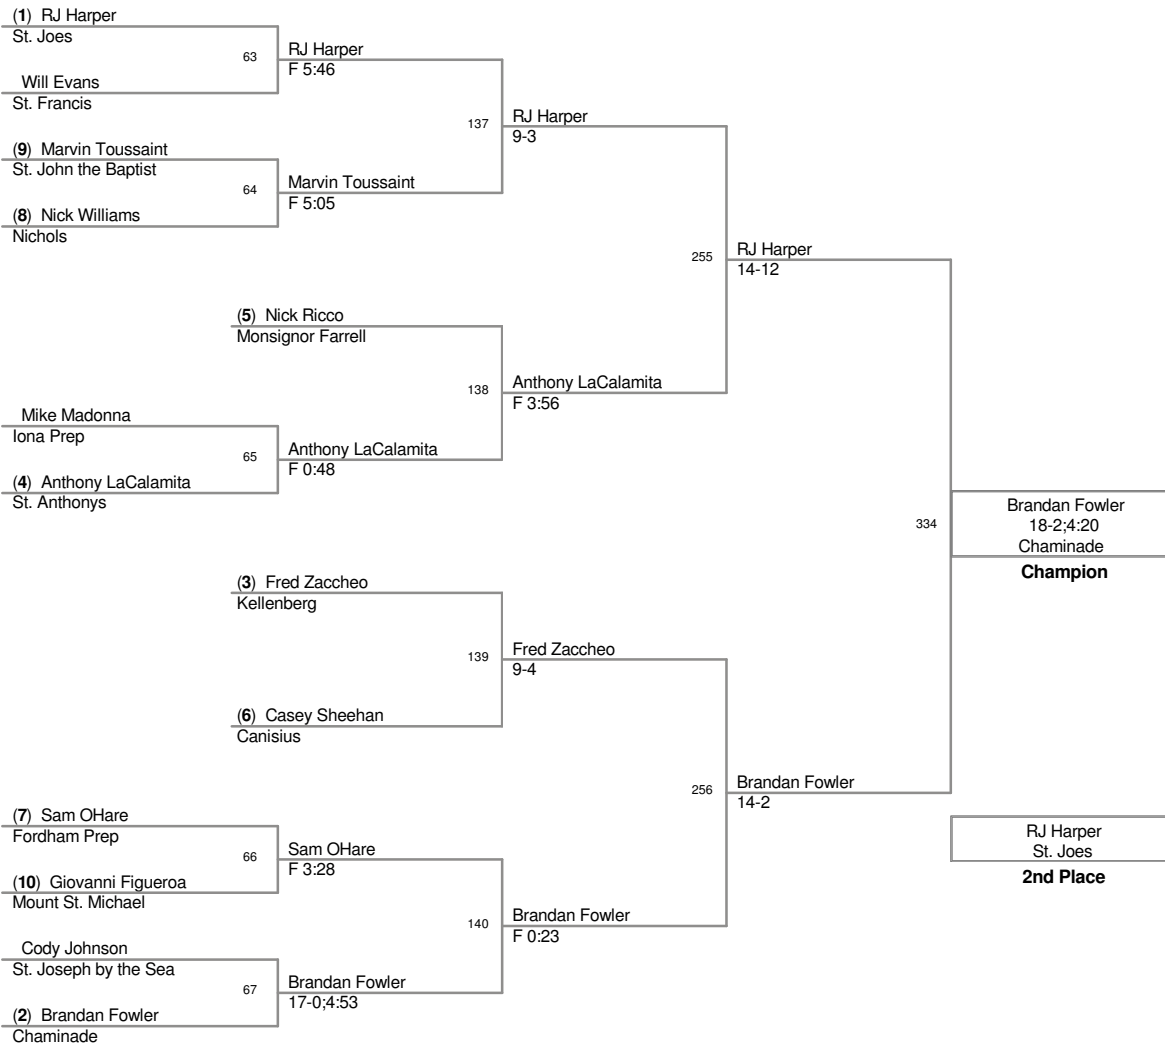 (1) RJ Harper
St. Joes
63
Will Evans
St. Francis
RJ Harper
F 5:46
(9) Marvin Toussaint
St. John the Baptist
64
(8) Nick Williams
Nichols
Marvin Toussaint
F 5:05
137
RJ Harper
9-3
(5) Nick Ricco
Monsignor Farrell
Mike Madonna
Iona Prep
65
(4) Anthony LaCalamita
St. Anthonys
Anthony LaCalamita
F 0:48
138
Anthony LaCalamita
F 3:56
255
RJ Harper
14-12
(3) Fred Zaccheo
Kellenberg
139
(6) Casey Sheehan
Canisius
Fred Zaccheo
9-4
(7) Sam OHare
Fordham Prep
66
(10) Giovanni Figueroa
Mount St. Michael
Sam OHare
F 3:28
Cody Johnson
St. Joseph by the Sea
67
(2) Brandan Fowler
Chaminade
Brandan Fowler
17-0;4:53
140
Brandan Fowler
F 0:23
256
Brandan Fowler
14-2
334
Brandan Fowler
18-2;4:20
Chaminade
Champion
RJ Harper
St. Joes
2nd Place